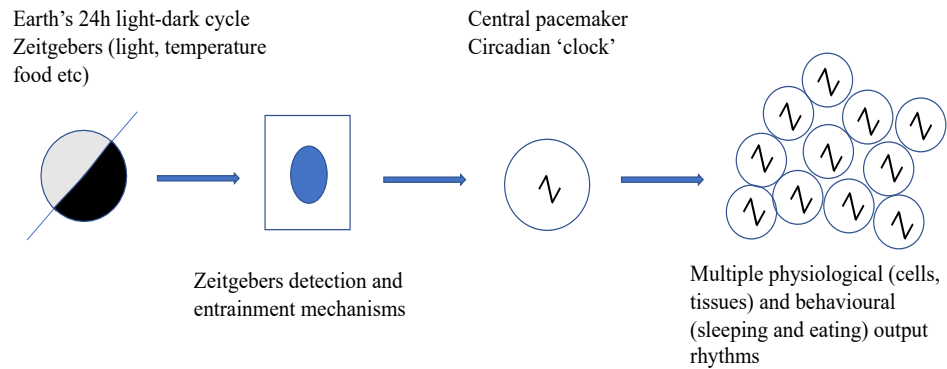 Earth's 24h light-dark cycle
Zeitgebers (light, temperature
food etc)
Central pacemaker
Circadian 'clock'
Zeitgebers detection and
entrainment mechanisms
Multiple physiological (cells,
tissues) and behavioural
(sleeping and eating) output
rhythms